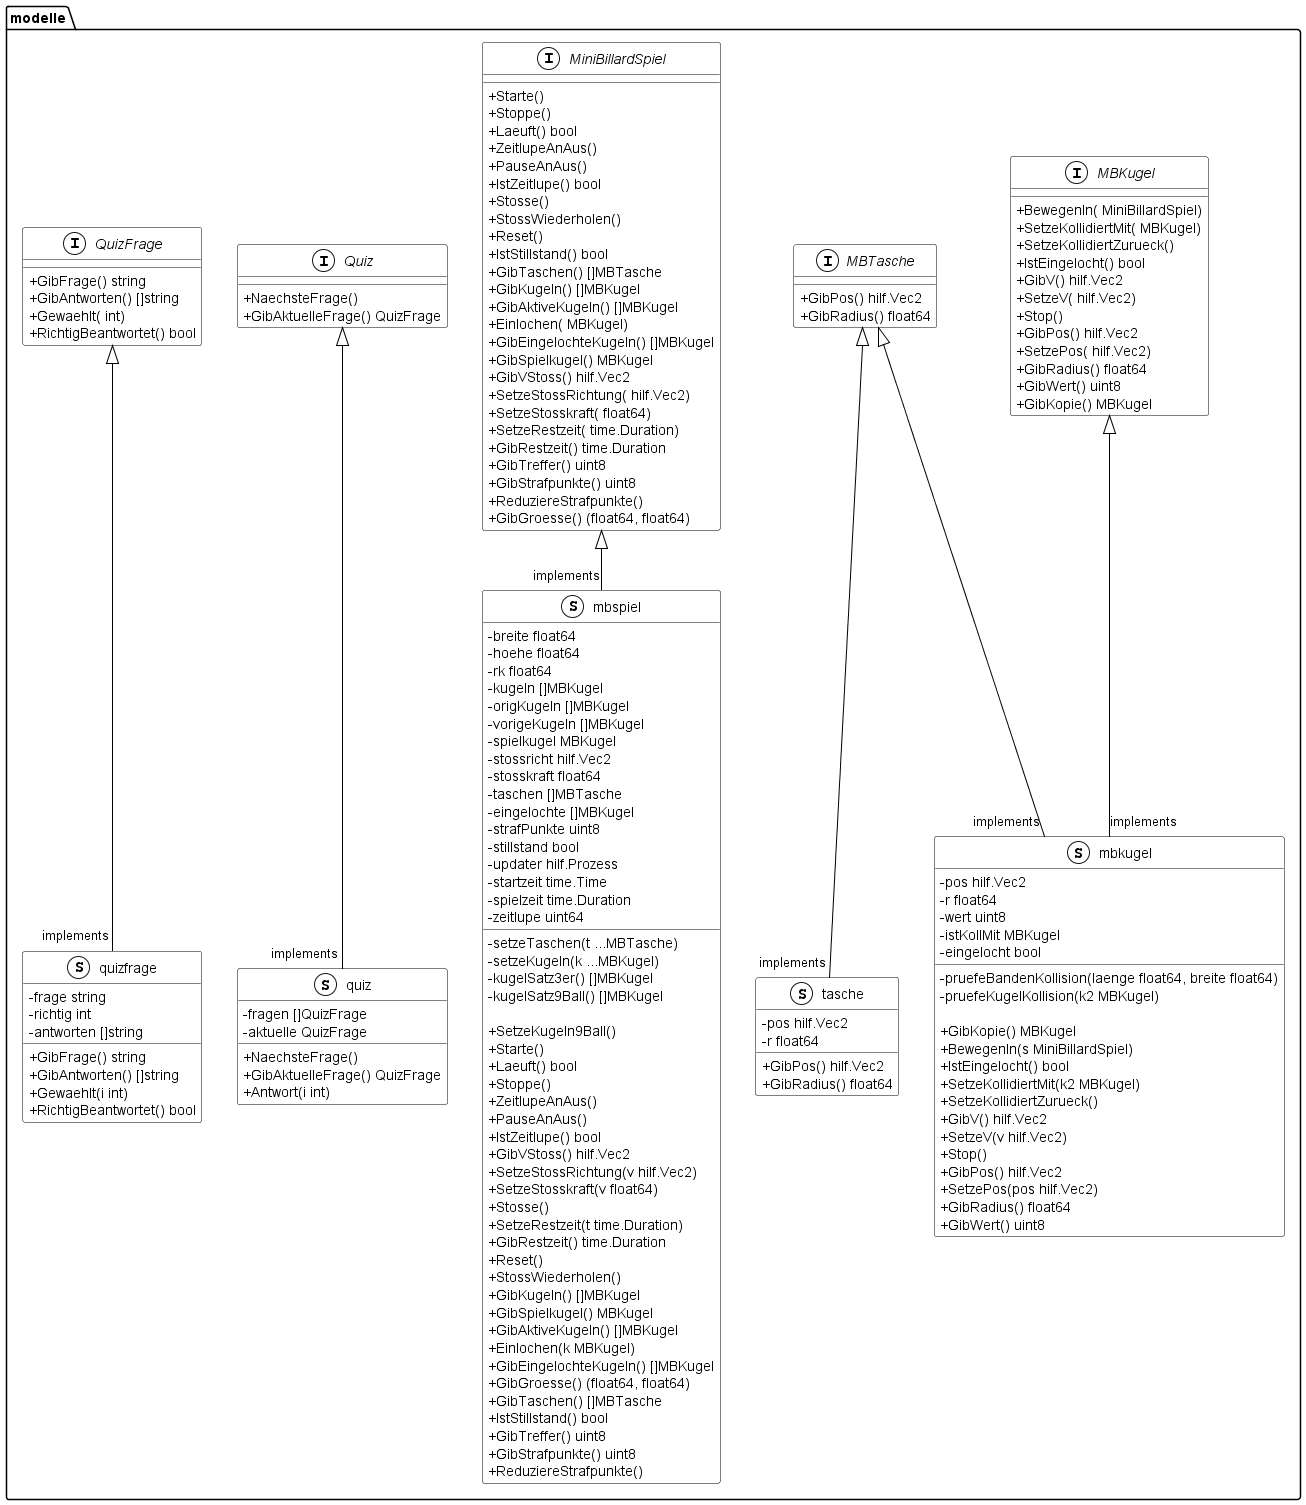 modelle
I QuizFrage
+GibFrage() string
+GibAntworten() []string
+Gewaehlt( int)
+RichtigBeantwortet() bool
I Quiz
+NaechsteFrage()
+GibAktuelleFrage() QuizFrage
I MiniBillardSpiel
+Starte()
+Stoppe()
+Laeuft() bool
+ZeitlupeAnAus()
+PauseAnAus()
+IstZeitlupe() bool
+Stosse()
+StossWiederholen()
+Reset()
+IstStillstand() bool
+GibTaschen() []MBTasche
+GibKugeln() []MBKugel
+GibAktiveKugeln() []MBKugel
+Einlochen( MBKugel)
+GibEingelochteKugeln() []MBKugel
+GibSpielkugel() MBKugel
+GibVStoss() hilf.Vec2
+SetzeStossRichtung( hilf.Vec2)
+SetzeStosskraft( float64)
+SetzeRestzeit( time.Duration)
+GibRestzeit() time.Duration
+GibTreffer() uint8
+GibStrafpunkte() uint8
+ReduziereStrafpunkte()
+GibGroesse() (float64, float64)
I MBTasche
+GibPos() hilf.Vec2
+GibRadius() float64
I MBKugel
+BewegenIn( MiniBillardSpiel)
+SetzeKollidiertMit( MBKugel)
+SetzeKollidiertZurueck()
+IstEingelocht() bool
+GibV() hilf.Vec2
+SetzeV( hilf.Vec2)
+Stop()
+GibPos() hilf.Vec2
+SetzePos( hilf.Vec2)
+GibRadius() float64
+GibWert() uint8
+GibKopie() MBKugel
implements
S quizfrage
-frage string
-richtig int
-antworten []string
+GibFrage() string
+GibAntworten() []string
+Gewaehlt(i int)
+RichtigBeantwortet() bool
implements
S quiz
-fragen []QuizFrage
-aktuelle QuizFrage
+NaechsteFrage()
+GibAktuelleFrage() QuizFrage
+Antwort(i int)
implements
S mbspiel
-breite float64
-hoehe float64
-rk float64
-kugeln []MBKugel
-origKugeln []MBKugel
-vorigeKugeln []MBKugel
-spielkugel MBKugel
-stossricht hilf.Vec2
-stosskraft float64
-taschen []MBTasche
-eingelochte []MBKugel
-strafPunkte uint8
-stillstand bool
-updater hilf.Prozess
-startzeit time.Time
-spielzeit time.Duration
-zeitlupe uint64
-setzeTaschen(t ...MBTasche)
-setzeKugeln(k ...MBKugel)
-kugelSatz3er() []MBKugel
-kugelSatz9Ball() []MBKugel
+SetzeKugeln9Ball()
+Starte()
+Laeuft() bool
+Stoppe()
+ZeitlupeAnAus()
+PauseAnAus()
+IstZeitlupe() bool
+GibVStoss() hilf.Vec2
+SetzeStossRichtung(v hilf.Vec2)
+SetzeStosskraft(v float64)
+Stosse()
+SetzeRestzeit(t time.Duration)
+GibRestzeit() time.Duration
+Reset()
+StossWiederholen()
+GibKugeln() []MBKugel
+GibSpielkugel() MBKugel
+GibAktiveKugeln() []MBKugel
+Einlochen(k MBKugel)
+GibEingelochteKugeln() []MBKugel
+GibGroesse() (float64, float64)
+GibTaschen() []MBTasche
+IstStillstand() bool
+GibTreffer() uint8
+GibStrafpunkte() uint8
+ReduziereStrafpunkte()
implements
S tasche
-pos hilf.Vec2
-r float64
+GibPos() hilf.Vec2
+GibRadius() float64
implements
implements
S mbkugel
-pos hilf.Vec2
-r float64
-wert uint8
-istKollMit MBKugel
-eingelocht bool
-pruefeBandenKollision(laenge float64, breite float64)
-pruefeKugelKollision(k2 MBKugel)
+GibKopie() MBKugel
+BewegenIn(s MiniBillardSpiel)
+IstEingelocht() bool
+SetzeKollidiertMit(k2 MBKugel)
+SetzeKollidiertZurueck()
+GibV() hilf.Vec2
+SetzeV(v hilf.Vec2)
+Stop()
+GibPos() hilf.Vec2
+SetzePos(pos hilf.Vec2)
+GibRadius() float64
+GibWert() uint8